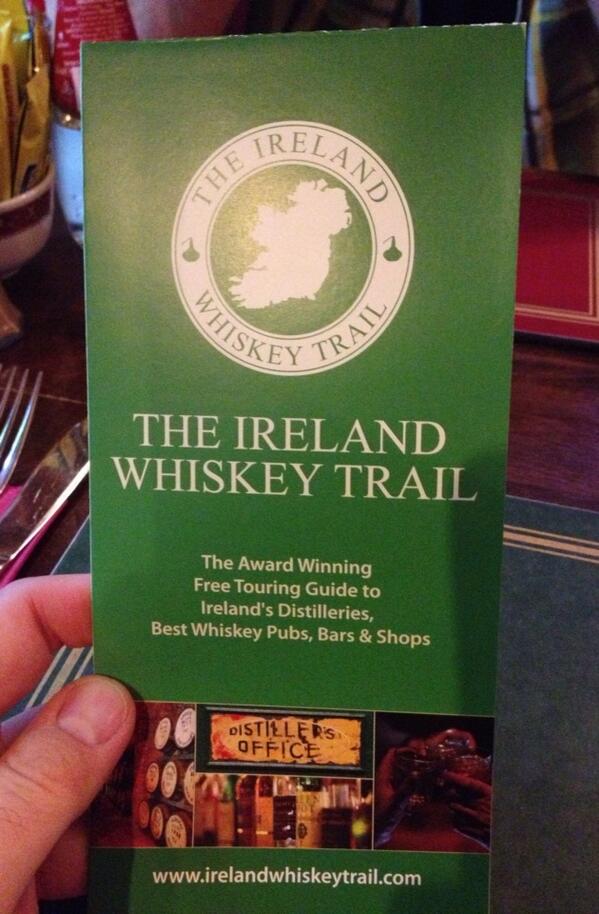 THE IRELAND
WHISKEY TRAIL
THE IRELAND
WHISKEY TRAIL
The Award Winning
Free Touring Guide to
Ireland's Distilleries,
Best Whiskey Pubs, Bars & Shops
DISTILLER'S
OFFICE
www.irelandwhiskeytrail.com